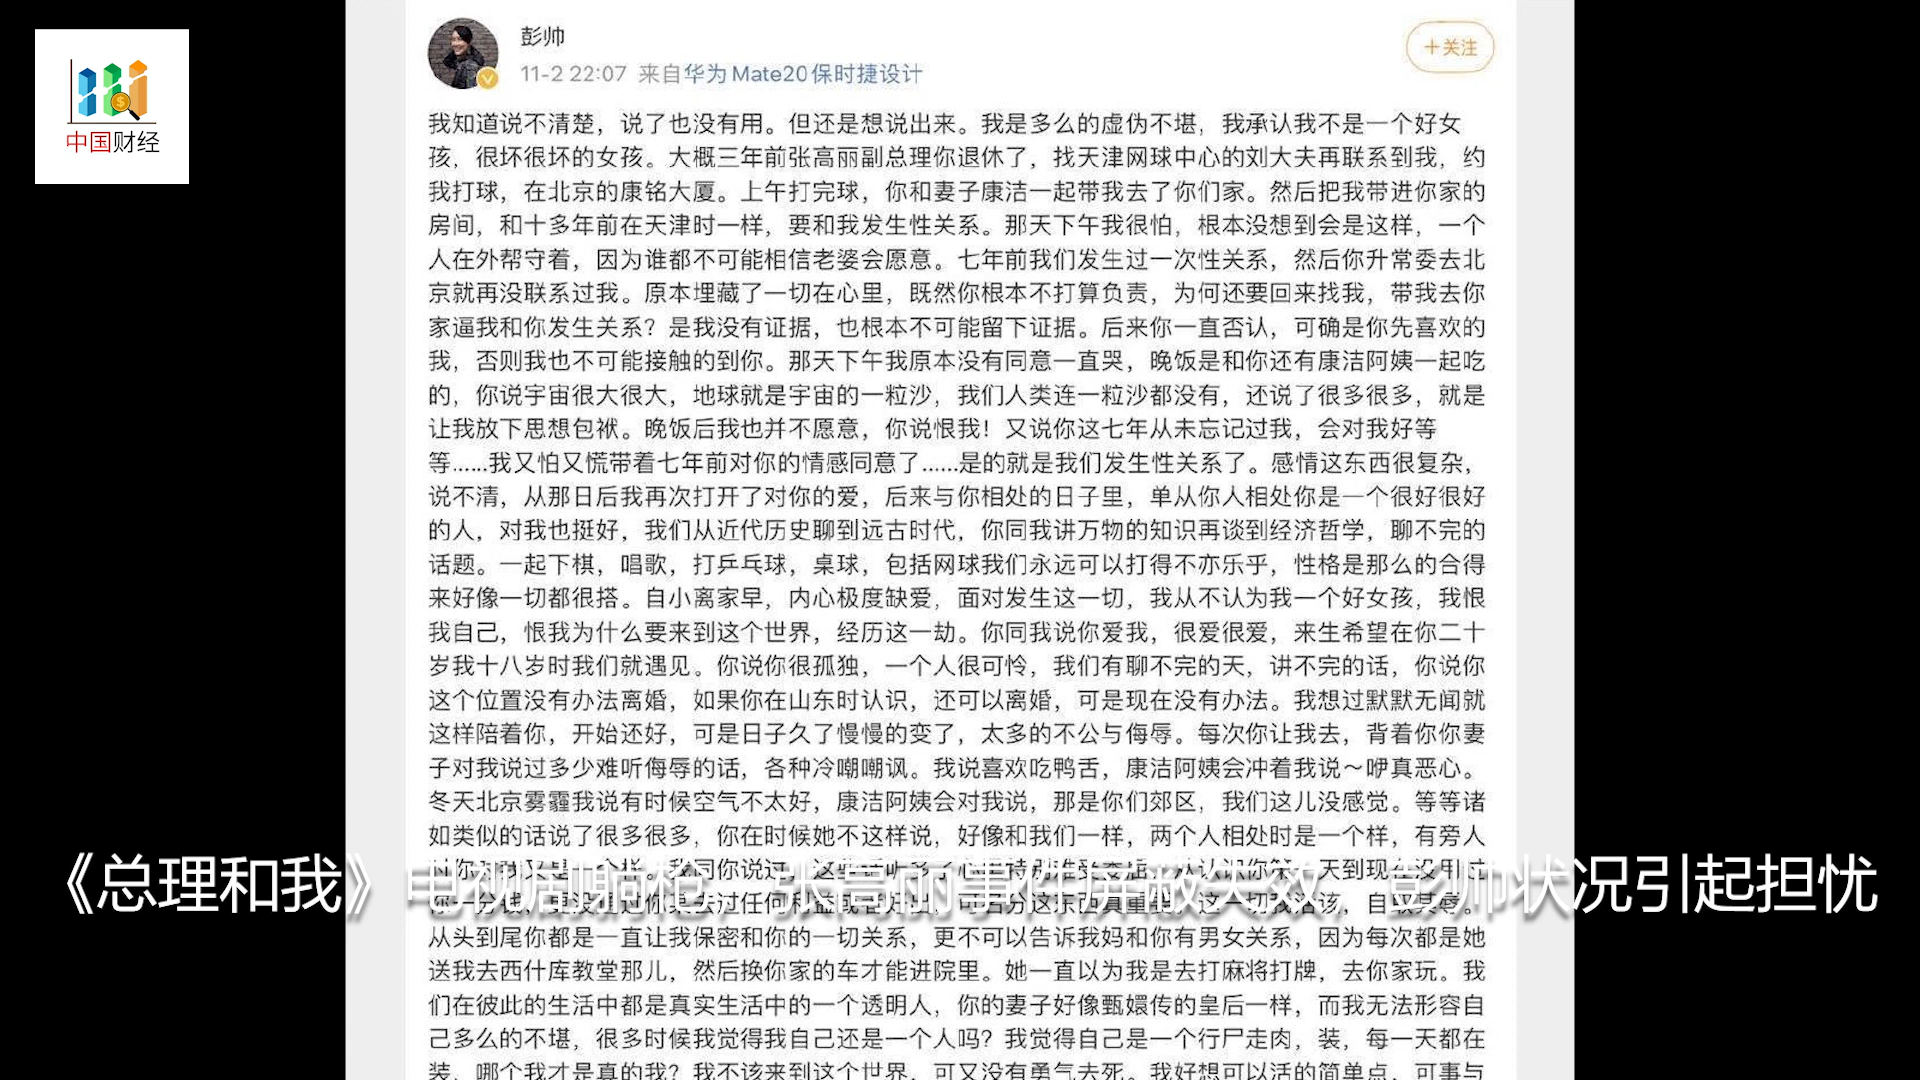 中国财经
彭帅
+关注
11-2 22:07 来自华为Mate20保时捷设计
我知道说不清楚，说了也没有用。但还是想说出来。我是多么的虚伪不堪，我承认我不是一个好女
孩，很坏很坏的女孩。大概三年前张高丽副总理你退休了，找天津网球中心的刘大夫再联系到我，约
我打球，在北京的康铭大厦。上午打完球，你和妻子康洁一起带我去了你们家。然后把我带进你家的
房间，和十多年前在天津时一样，要和我发生性关系。那天下午我很怕，根本没想到会是这样，一个
人在外帮守着，因为谁都不可能相信老婆会愿意。七年前我们发生过一次性关系，然后你升常委去北
京就再没联系过我。原本埋藏了一切在心里，既然你根本不打算负责，为何还要回来找我，带我去你
家逼我和你发生关系？是我没有证据，也根本不可能留下证据。后来你一直否认，可确是你先喜欢的
我，否则我也不可能接触的到你。那天下午我原本没有同意一直哭，晚饭是和你还有康洁阿姨一起吃
的，你说宇宙很大很大，地球就是宇宙的一粒沙，我们人类连一粒沙都没有，还说了很多很多，就是
让我放下思想包袱。晚饭后我也并不愿意，你说恨我！又说你这七年从未忘记过我，会对我好等
等……我又怕又慌带着七年前对你的情感同意了……是的就是我们发生性关系了。感情这东西很复杂，
说不清，从那日后我再次打开了对你的爱，后来与你相处的日子里，单从你人相处你是一个很好很好
的人，对我也挺好，我们从近代历史聊到远古时代，你同我讲万物的知识再谈到经济哲学，聊不完的
话题。一起下棋，唱歌，打乒乓球，桌球，包括网球我们永远可以打得不亦乐乎，性格是那么的合得
来好像一切都很搭。自小离家早，内心极度缺爱，面对发生这一切，我从不认为我一个好女孩，我恨
我自己，恨我为什么要来到这个世界，经历这一劫。你同我说你爱我，很爱很爱，来生希望在你二十
岁我十八岁时我们就遇见。你说你很孤独，一个人很可怜，我们有聊不完的天，讲不完的话，你说你
这个位置没有办法离婚，如果你在山东时认识，还可以离婚，可是现在没有办法。我想过默默无闻就
这样陪着你，开始还好，可是日子久了慢慢的变了，太多的不公与侮辱。每次你让我去，背着你你妻
子对我说过多少难听侮辱的话，各种冷嘲嘲讽。我说喜欢吃鸭舌，康洁阿姨会冲着我说～咿真恶心。
冬天北京雾霾我说有时候空气不太好，康洁阿姨会对我说，那是你们郊区，我们这儿没感觉。等等诸
如类似的话说了很多很多，你在时候她不这样说，好像和我们一样，两个人相处时是一个样，有旁人
《总理和我》电视剧躺枪，张高丽事件屏蔽失效，彭帅状况引起担忧
从头到尾你都是一直让我保密和你的一切关系，更不可以告诉我妈和你有男女关系，因为每次都是她
送我去西什库教堂那儿，然后换你家的车才能进院里。她一直以为我是去打麻将打牌，去你家玩。我
们在彼此的生活中都是真实生活中的一个透明人，你的妻子好像甄嬛传的皇后一样，而我无法形容自
己多么的不堪，很多时候我觉得我自己还是一个人吗？我觉得自己是一个行尸走肉，装，每一天都在
装，哪个我才是真的我？我不该来到这个世界，可又没有勇气去死。我好想可以活的简单点，可事与